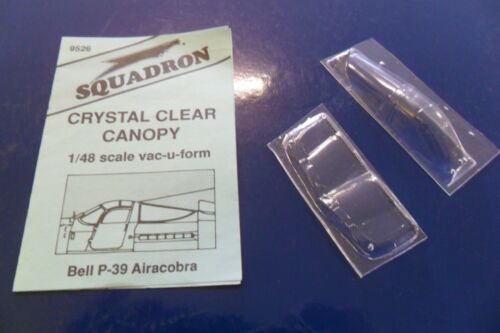 9526
SQUADRON
CRYSTAL CLEAR
CANOPY
1/48 scale vac-u-form
Bell P-39 Airacobra